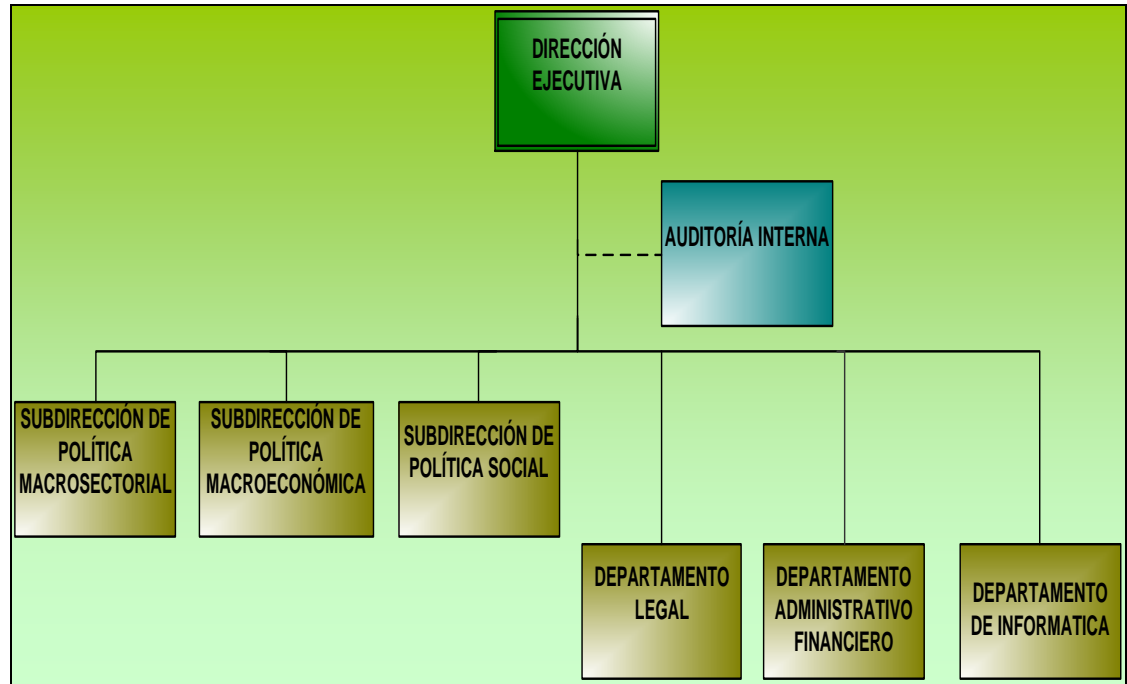 DIRECCIÓN
EJECUTIVA
AUDITORÍA INTERNA
SUBDIRECCIÓN DE
POLÍTICA
MACROSECTORIAL
SUBDIRECCIÓN DE
POLÍTICA
MACROECONÓMICA
SUBDIRECCIÓN DE
POLÍTICA SOCIAL
DEPARTAMENTO
LEGAL
DEPARTAMENTO
ADMINISTRATIVO
FINANCIERO
DEPARTAMENTO
DE INFORMATICA